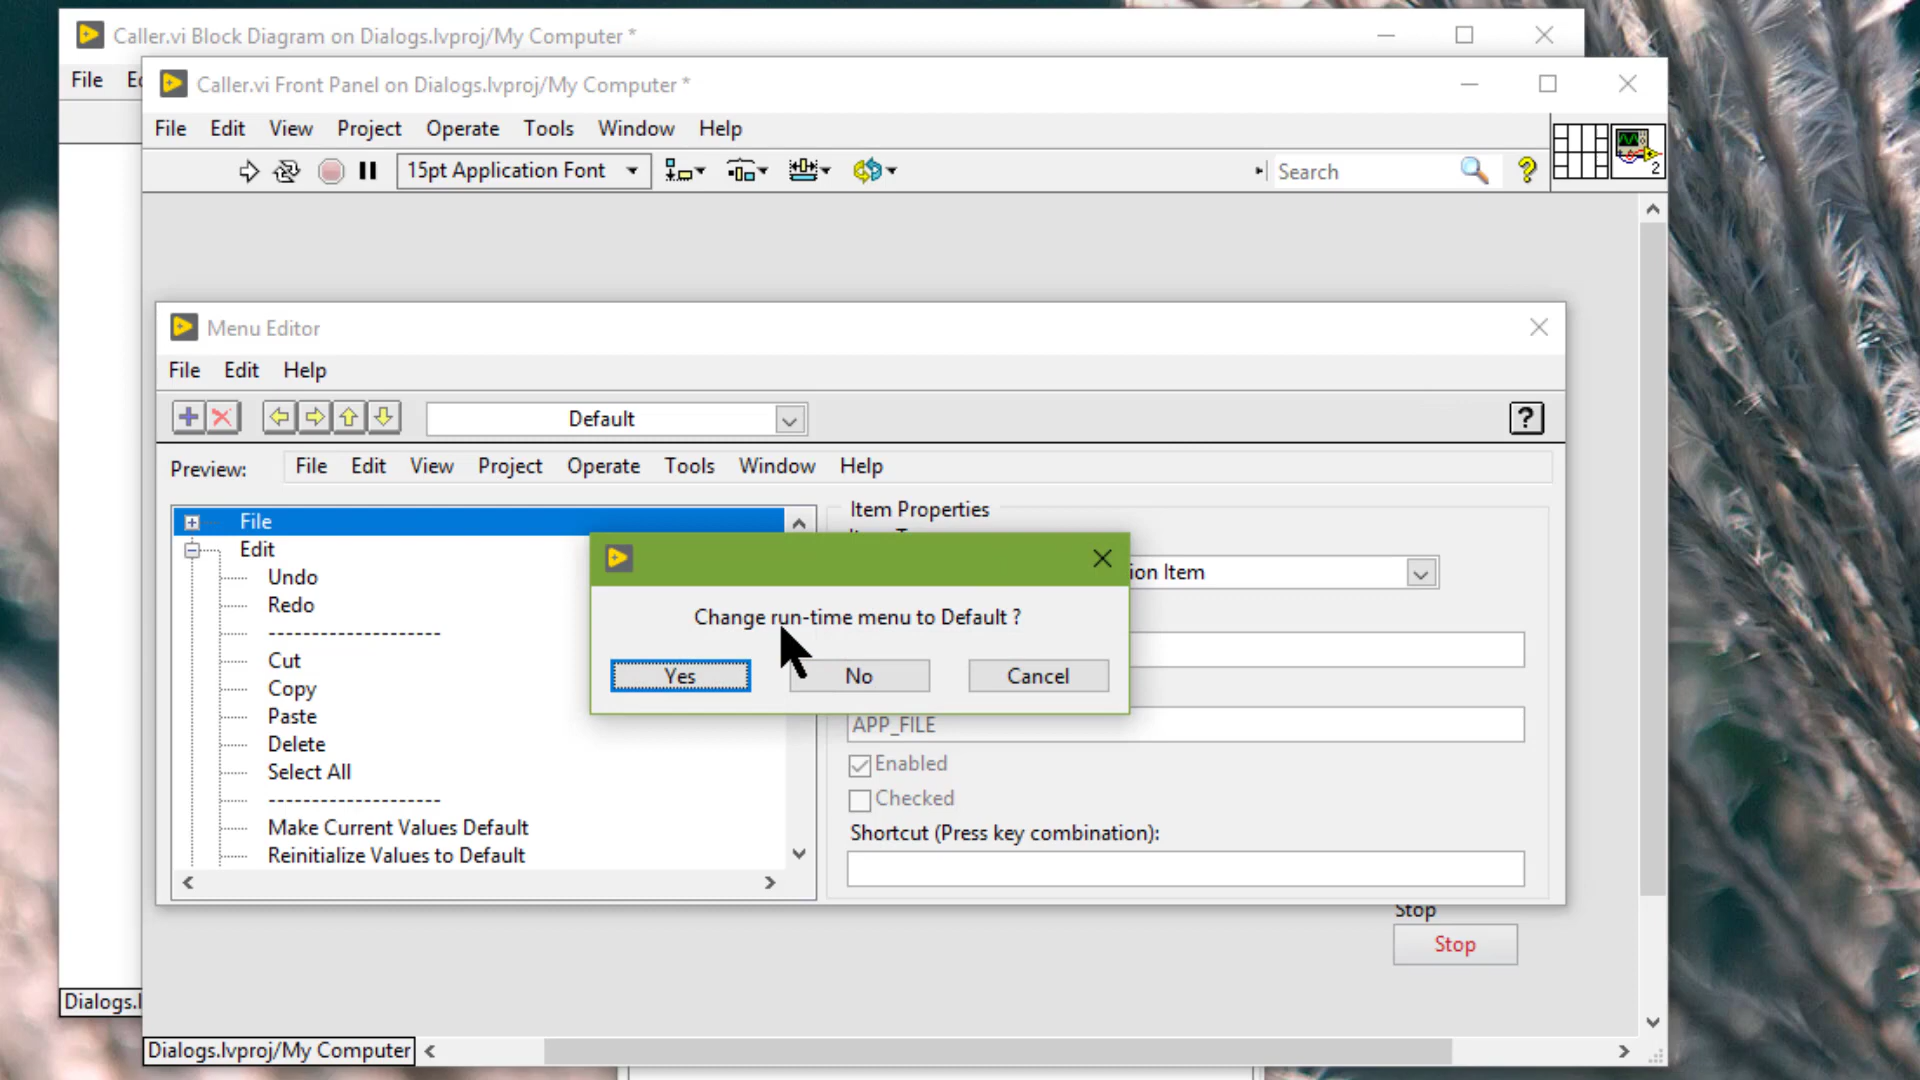 Caller.vi Block Diagram on Dialogs.lvproj/My Computer *
File
Caller.vi Front Panel on Dialogs.lvproj/My Computer *
File Edit View Project Operate Tools Window Help
15pt Application Font
Search
2
Menu Editor
File Edit Help
Default
Preview: File Edit View Project Operate Tools Window Help
File
Edit
Undo
Redo
--------------------
Cut
Copy
Paste
Delete
Select All
--------------------
Make Current Values Default
Reinitialize Values to Default
Item Properties
ion Item
Change run-time menu to Default ?
Yes No Cancel
APP_FILE
Enabled
Checked
Shortcut (Press key combination):
Stop
Stop
Dialogs.l
Dialogs.lvproj/My Computer